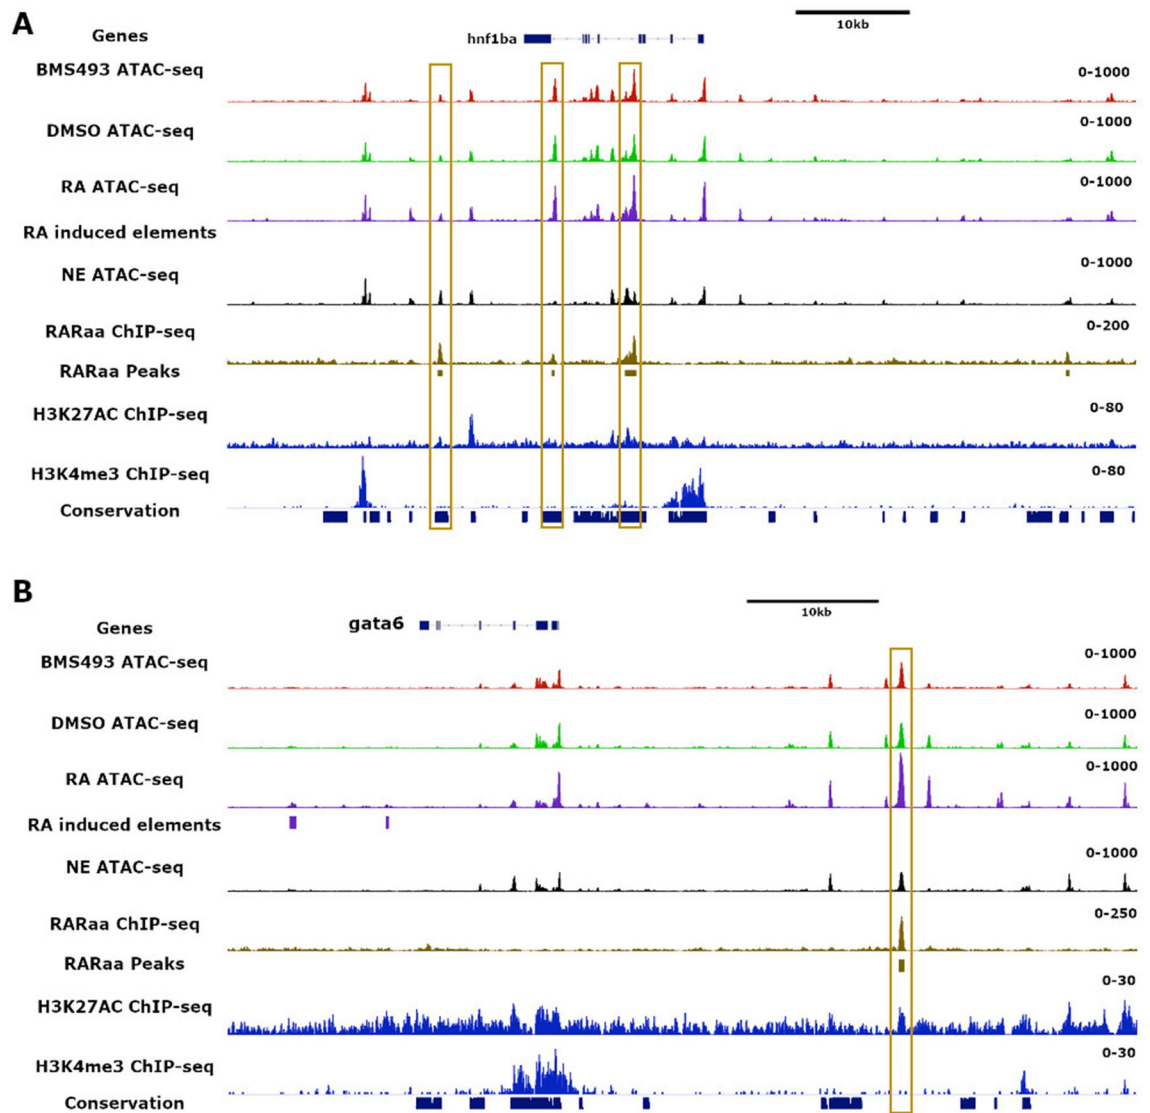 A
10kb
Genes
hnf1ba
BMS493 ATAC-seq
0-1000
DMSO ATAC-seq
0-1000
RA ATAC-seq
0-1000
RA induced elements
NE ATAC-seq
0-1000
RARaa ChIP-seq
0-200
RARaa Peaks
H3K27AC ChIP-seq
0-80
H3K4me3 ChIP-seq
0-80
Conservation
B
10kb
Genes
gata6
BMS493 ATAC-seq
0-1000
DMSO ATAC-seq
0-1000
RA ATAC-seq
0-1000
RA induced elements
NE ATAC-seq
0-1000
RARaa ChIP-seq
0-250
RARaa Peaks
H3K27AC ChIP-seq
0-30
H3K4me3 ChIP-seq
0-30
Conservation